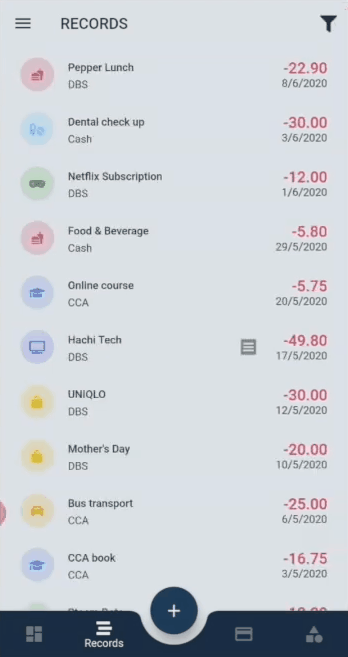 RECORDS
Pepper Lunch -22.90
DBS 8/6/2020
Dental check up -30.00
Cash 3/6/2020
Netflix Subscription -12.00
DBS 1/6/2020
Food & Beverage -5.80
Cash 29/5/2020
Online course -5.75
CCA 20/5/2020
Hachi Tech -49.80
DBS 17/5/2020
UNIQLO -30.00
DBS 12/5/2020
Mother's Day -20.00
DBS 10/5/2020
Bus transport -25.00
CCA 6/5/2020
CCA book -16.75
CCA 3/5/2020
Records